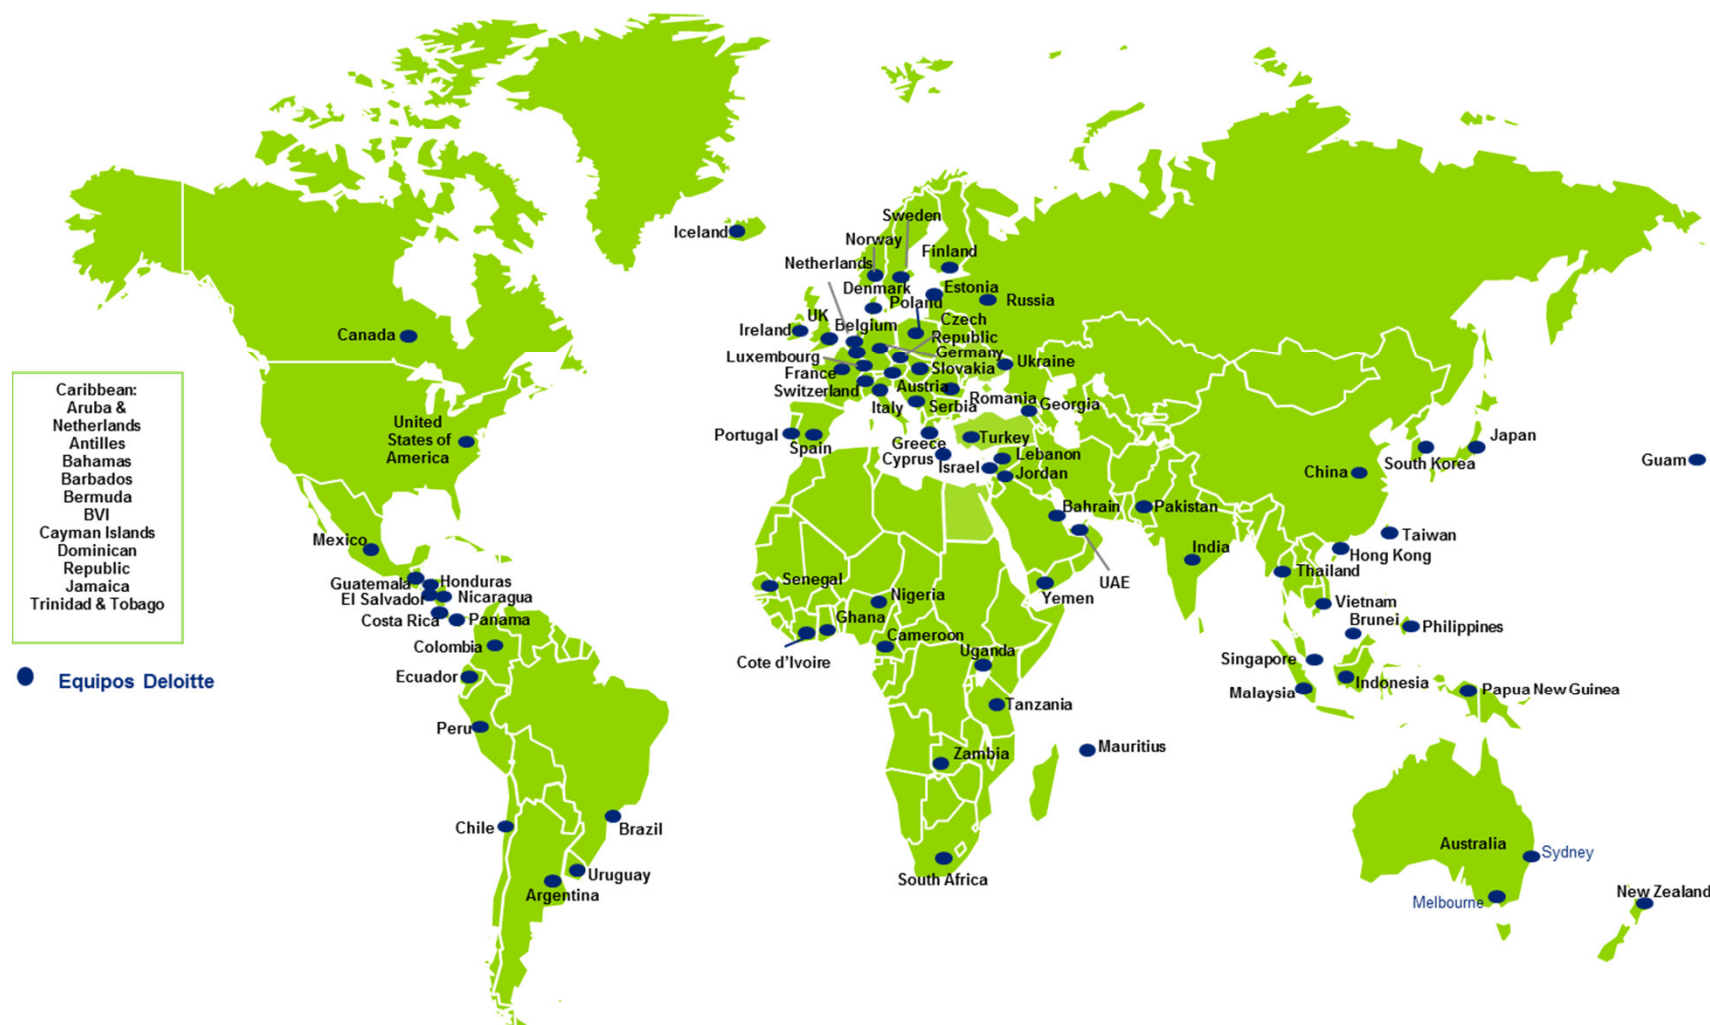 Sweden
Iceland
Norway
Finland
Netherlands
Denmark
Estonia
Poland
Russia
UK
Czech
Republic
Ireland
Belgium
Canada
Germany
Luxembourg
Ukraine
France
Slovakia
Switzerland
Austria
Romania
Italy
Serbia
Georgia
Caribbean:
Aruba &
Netherlands
Antilles
Bahamas
Barbados
Bermuda
BVI
Cayman Islands
Dominican
Republic
Jamaica
Trinidad & Tobago
Equipos Deloitte
United
States of
America
Portugal
Spain
Greece
Turkey
Cyprus
Lebanon
Israel
Jordan
Japan
South Korea
China
Guam
Bahrain
Pakistan
Mexico
Taiwan
India
Hong Kong
Thailand
UAE
Yemen
Guatemala
Honduras
El Salvador
Nicaragua
Costa Rica
Panama
Senegal
Nigeria
Ghana
Vietnam
Brunei
Philippines
Colombia
Cameroon
Cote d'Ivoire
Uganda
Singapore
Ecuador
Malaysia
Indonesia
Papua New Guinea
Tanzania
Peru
Zambia
Mauritius
Chile
Brazil
Australia
Sydney
Uruguay
Argentina
South Africa
Melbourne
New Zealand